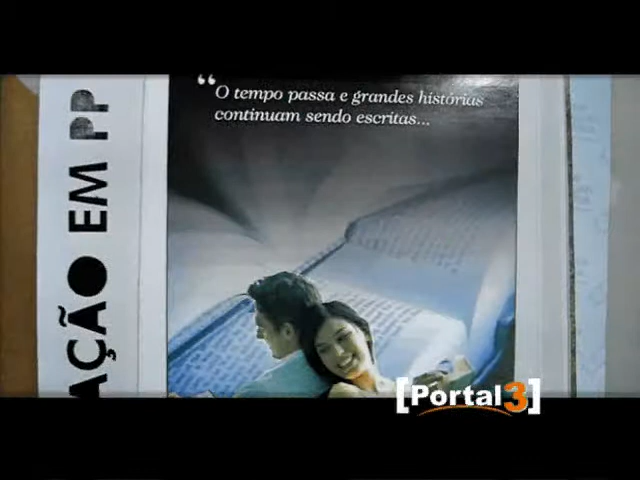 “O tempo passa e grandes histórias
continuam sendo escritas...
AÇÃO EM PP
[Portal3]